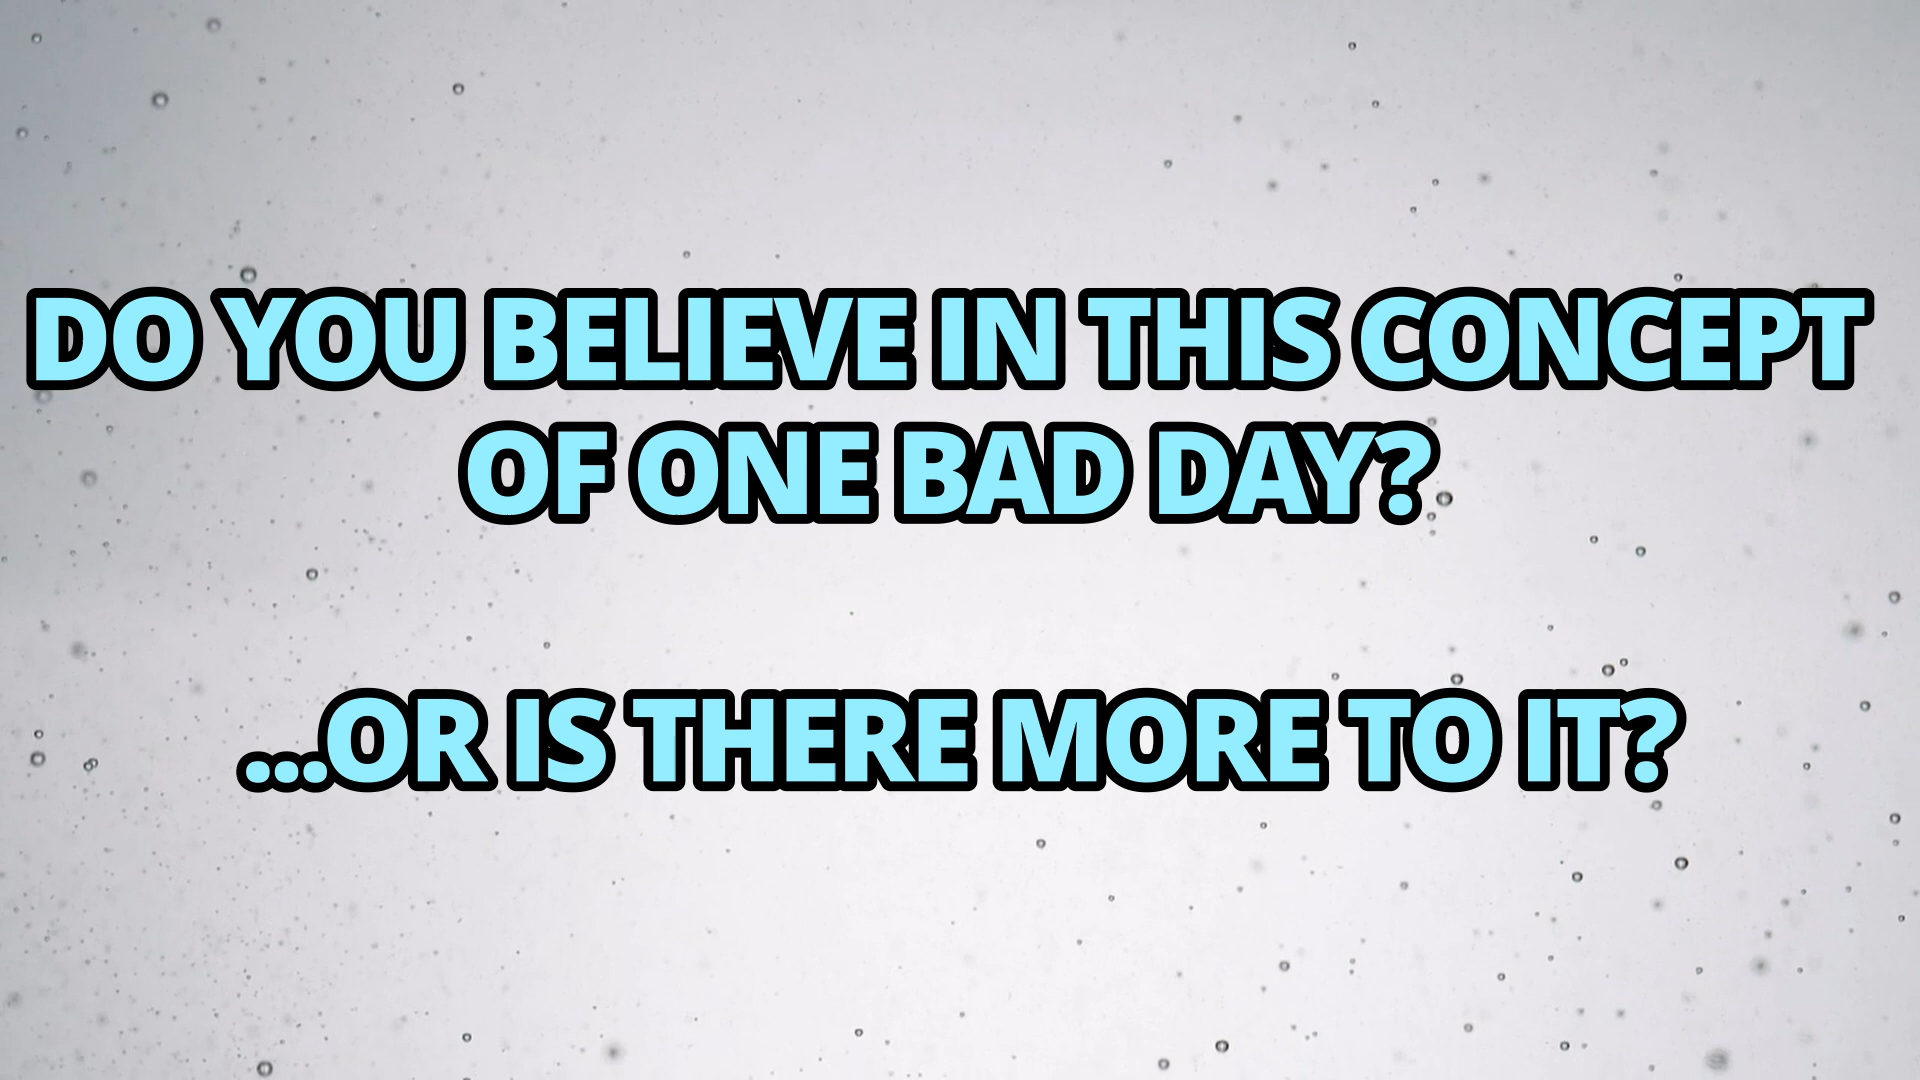 DO YOU BELIEVE IN THIS CONCEPT
OF ONE BAD DAY?
...OR IS THERE MORE TO IT?